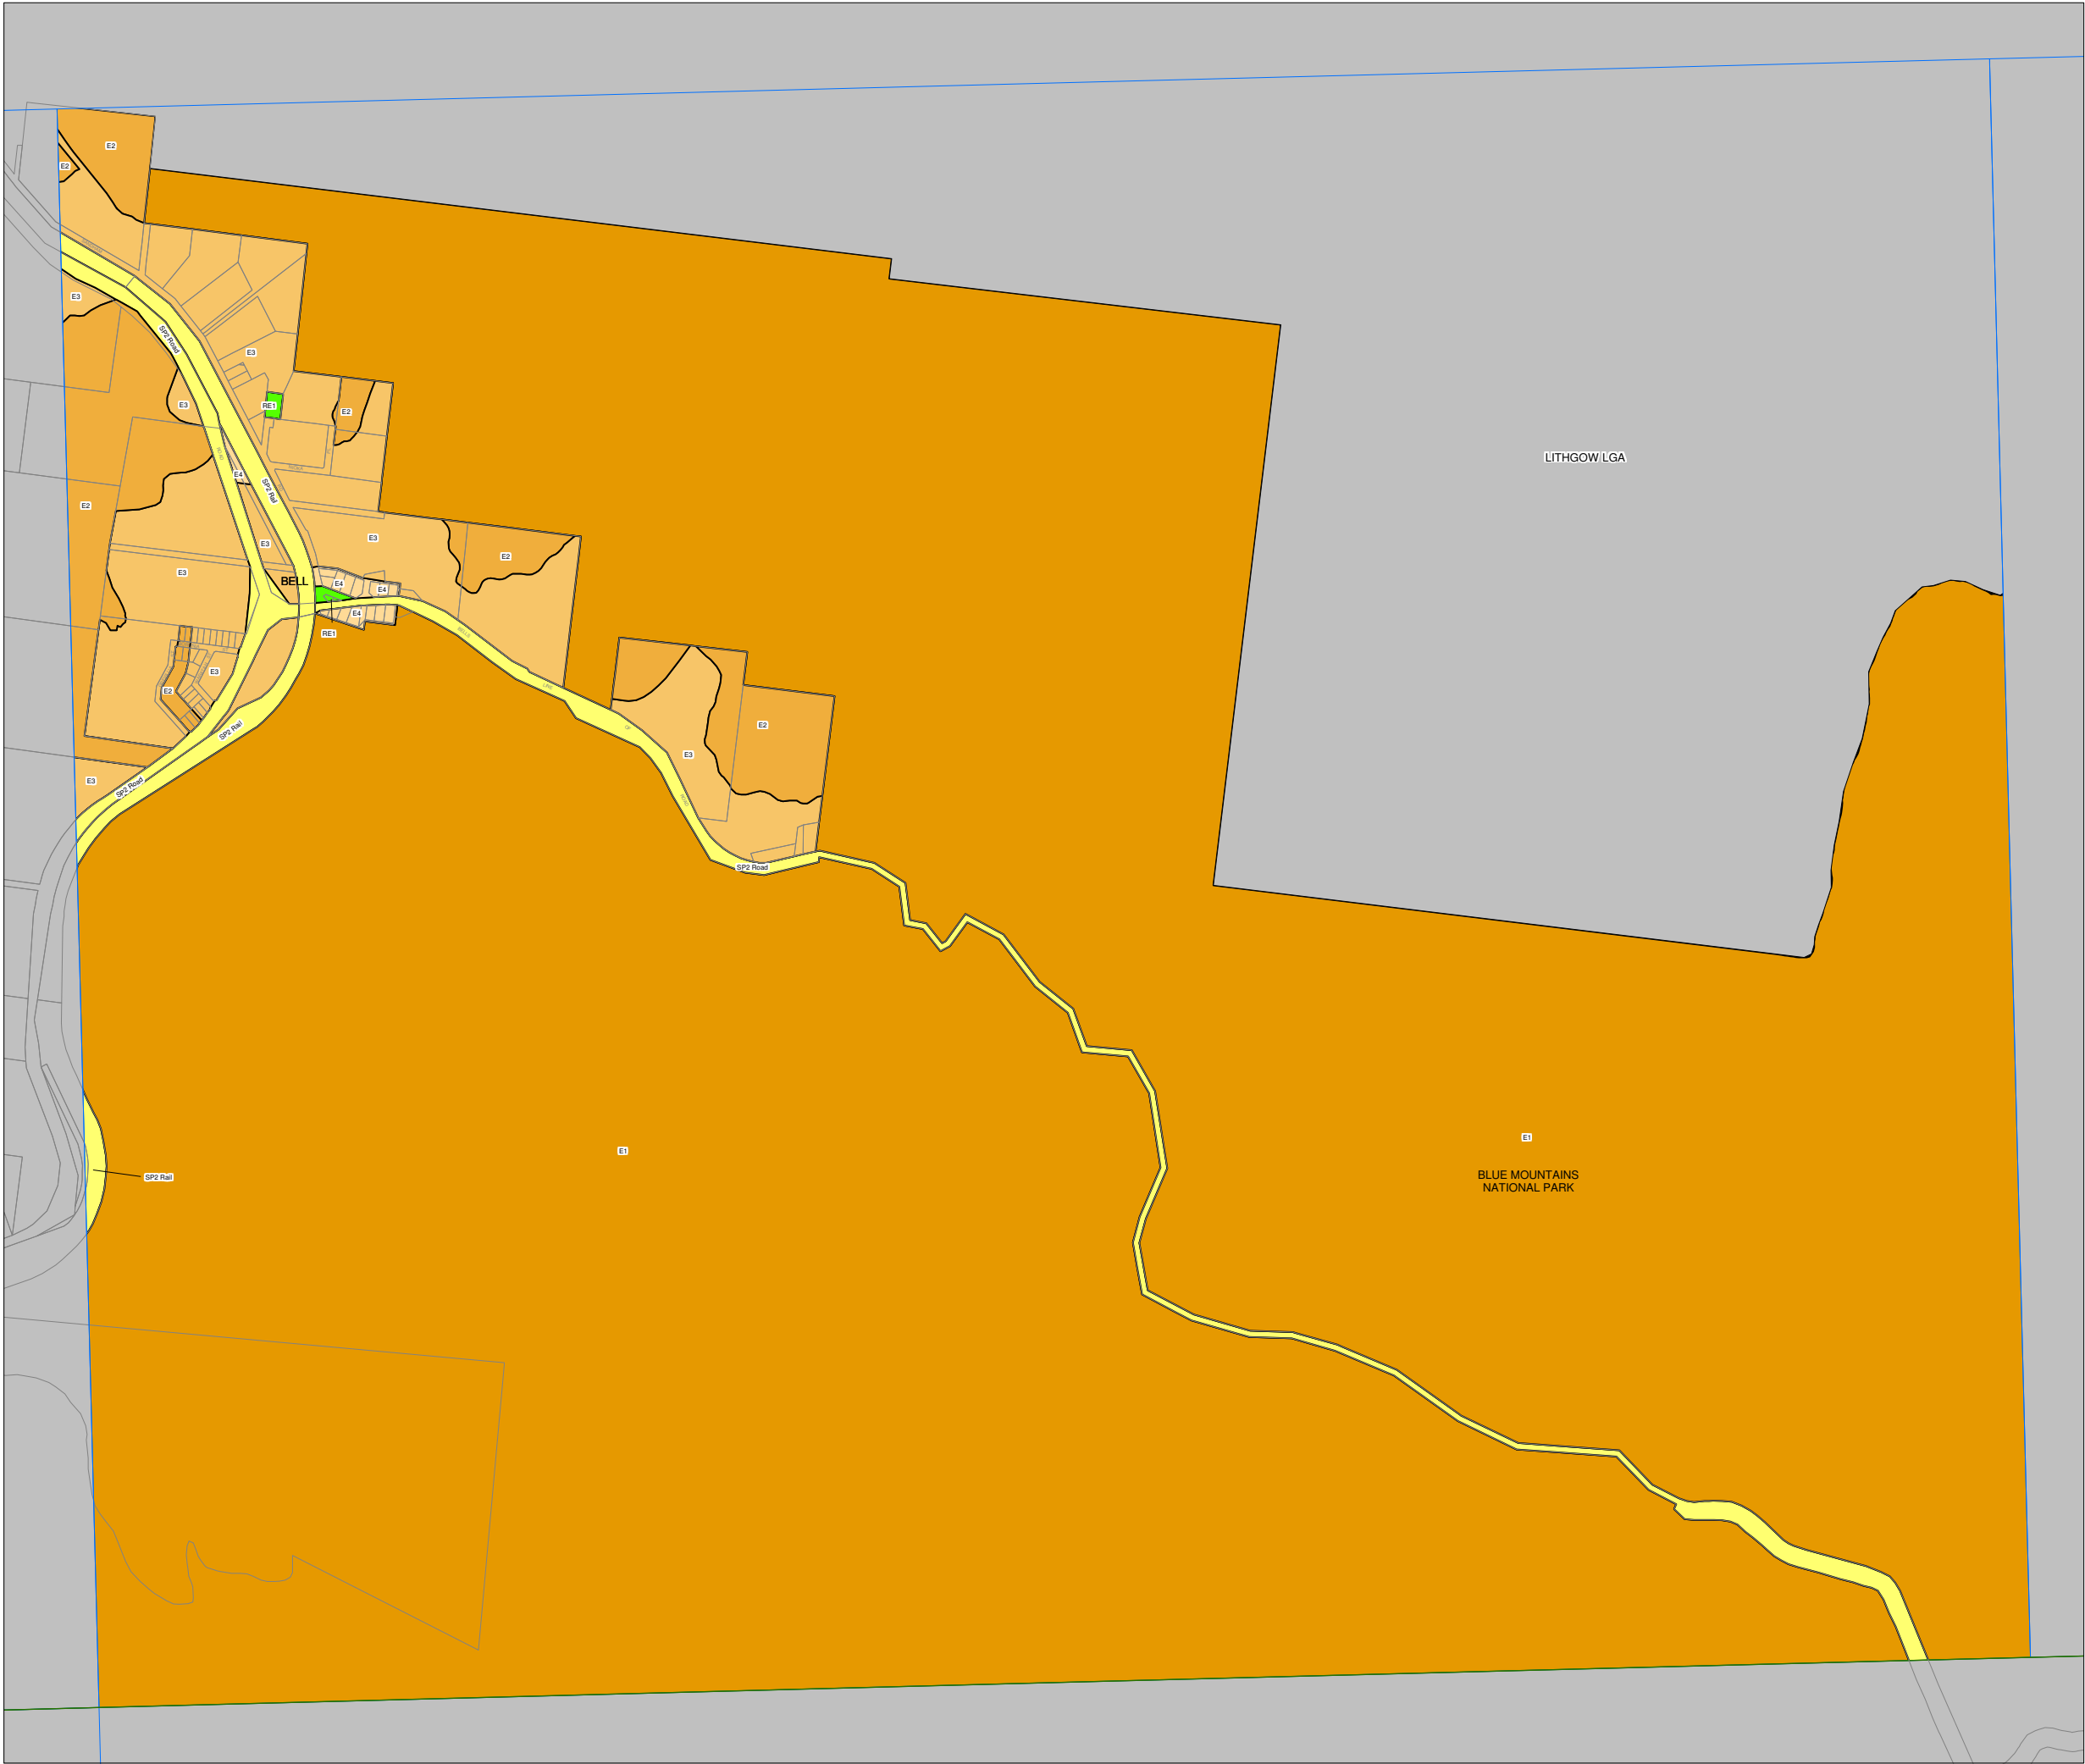 E2
E2
E3
SP2 Road
E3
LITHGOW LGA
E3
RE1
E2
E4
SP2 Rail
E2
E3
E3
E2
E3
BELL
E4
E4
E4
RE1
E3
E2
E2
SP2 Rail
E3
E3
SP2 Road
SP2 Road
E1
E1
BLUE MOUNTAINS
NATIONAL PARK
SP2 Rail